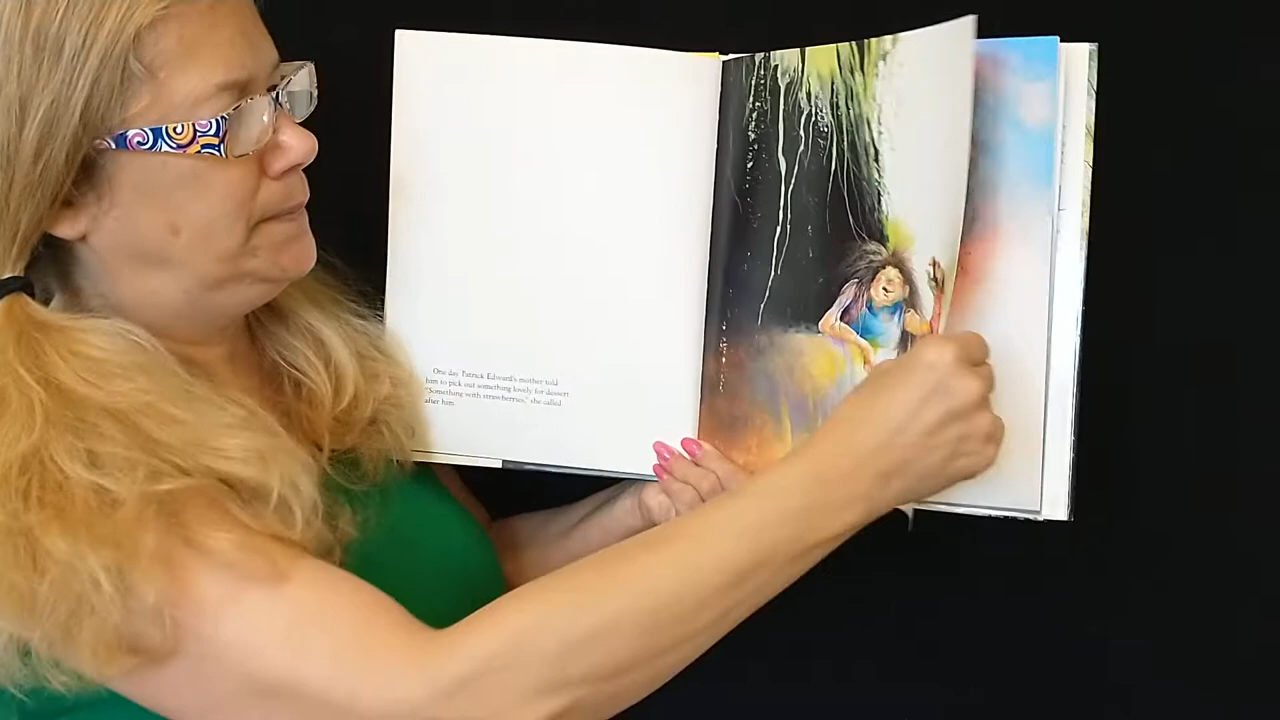 One day Patrick Edward's mother told
him to pick out something lovely for dessert.
"Something with strawberries," she called
after him.